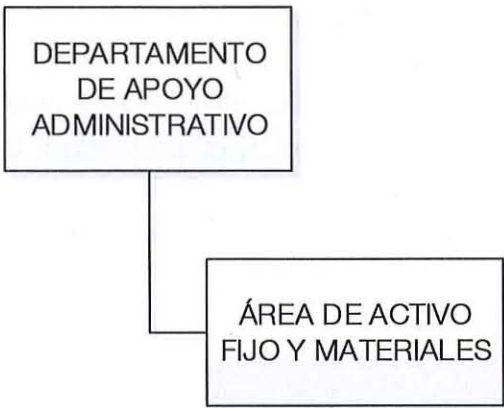 DEPARTAMENTO
DE APOYO
ADMINISTRATIVO
ÁREA DE ACTIVO
FIJO Y MATERIALES